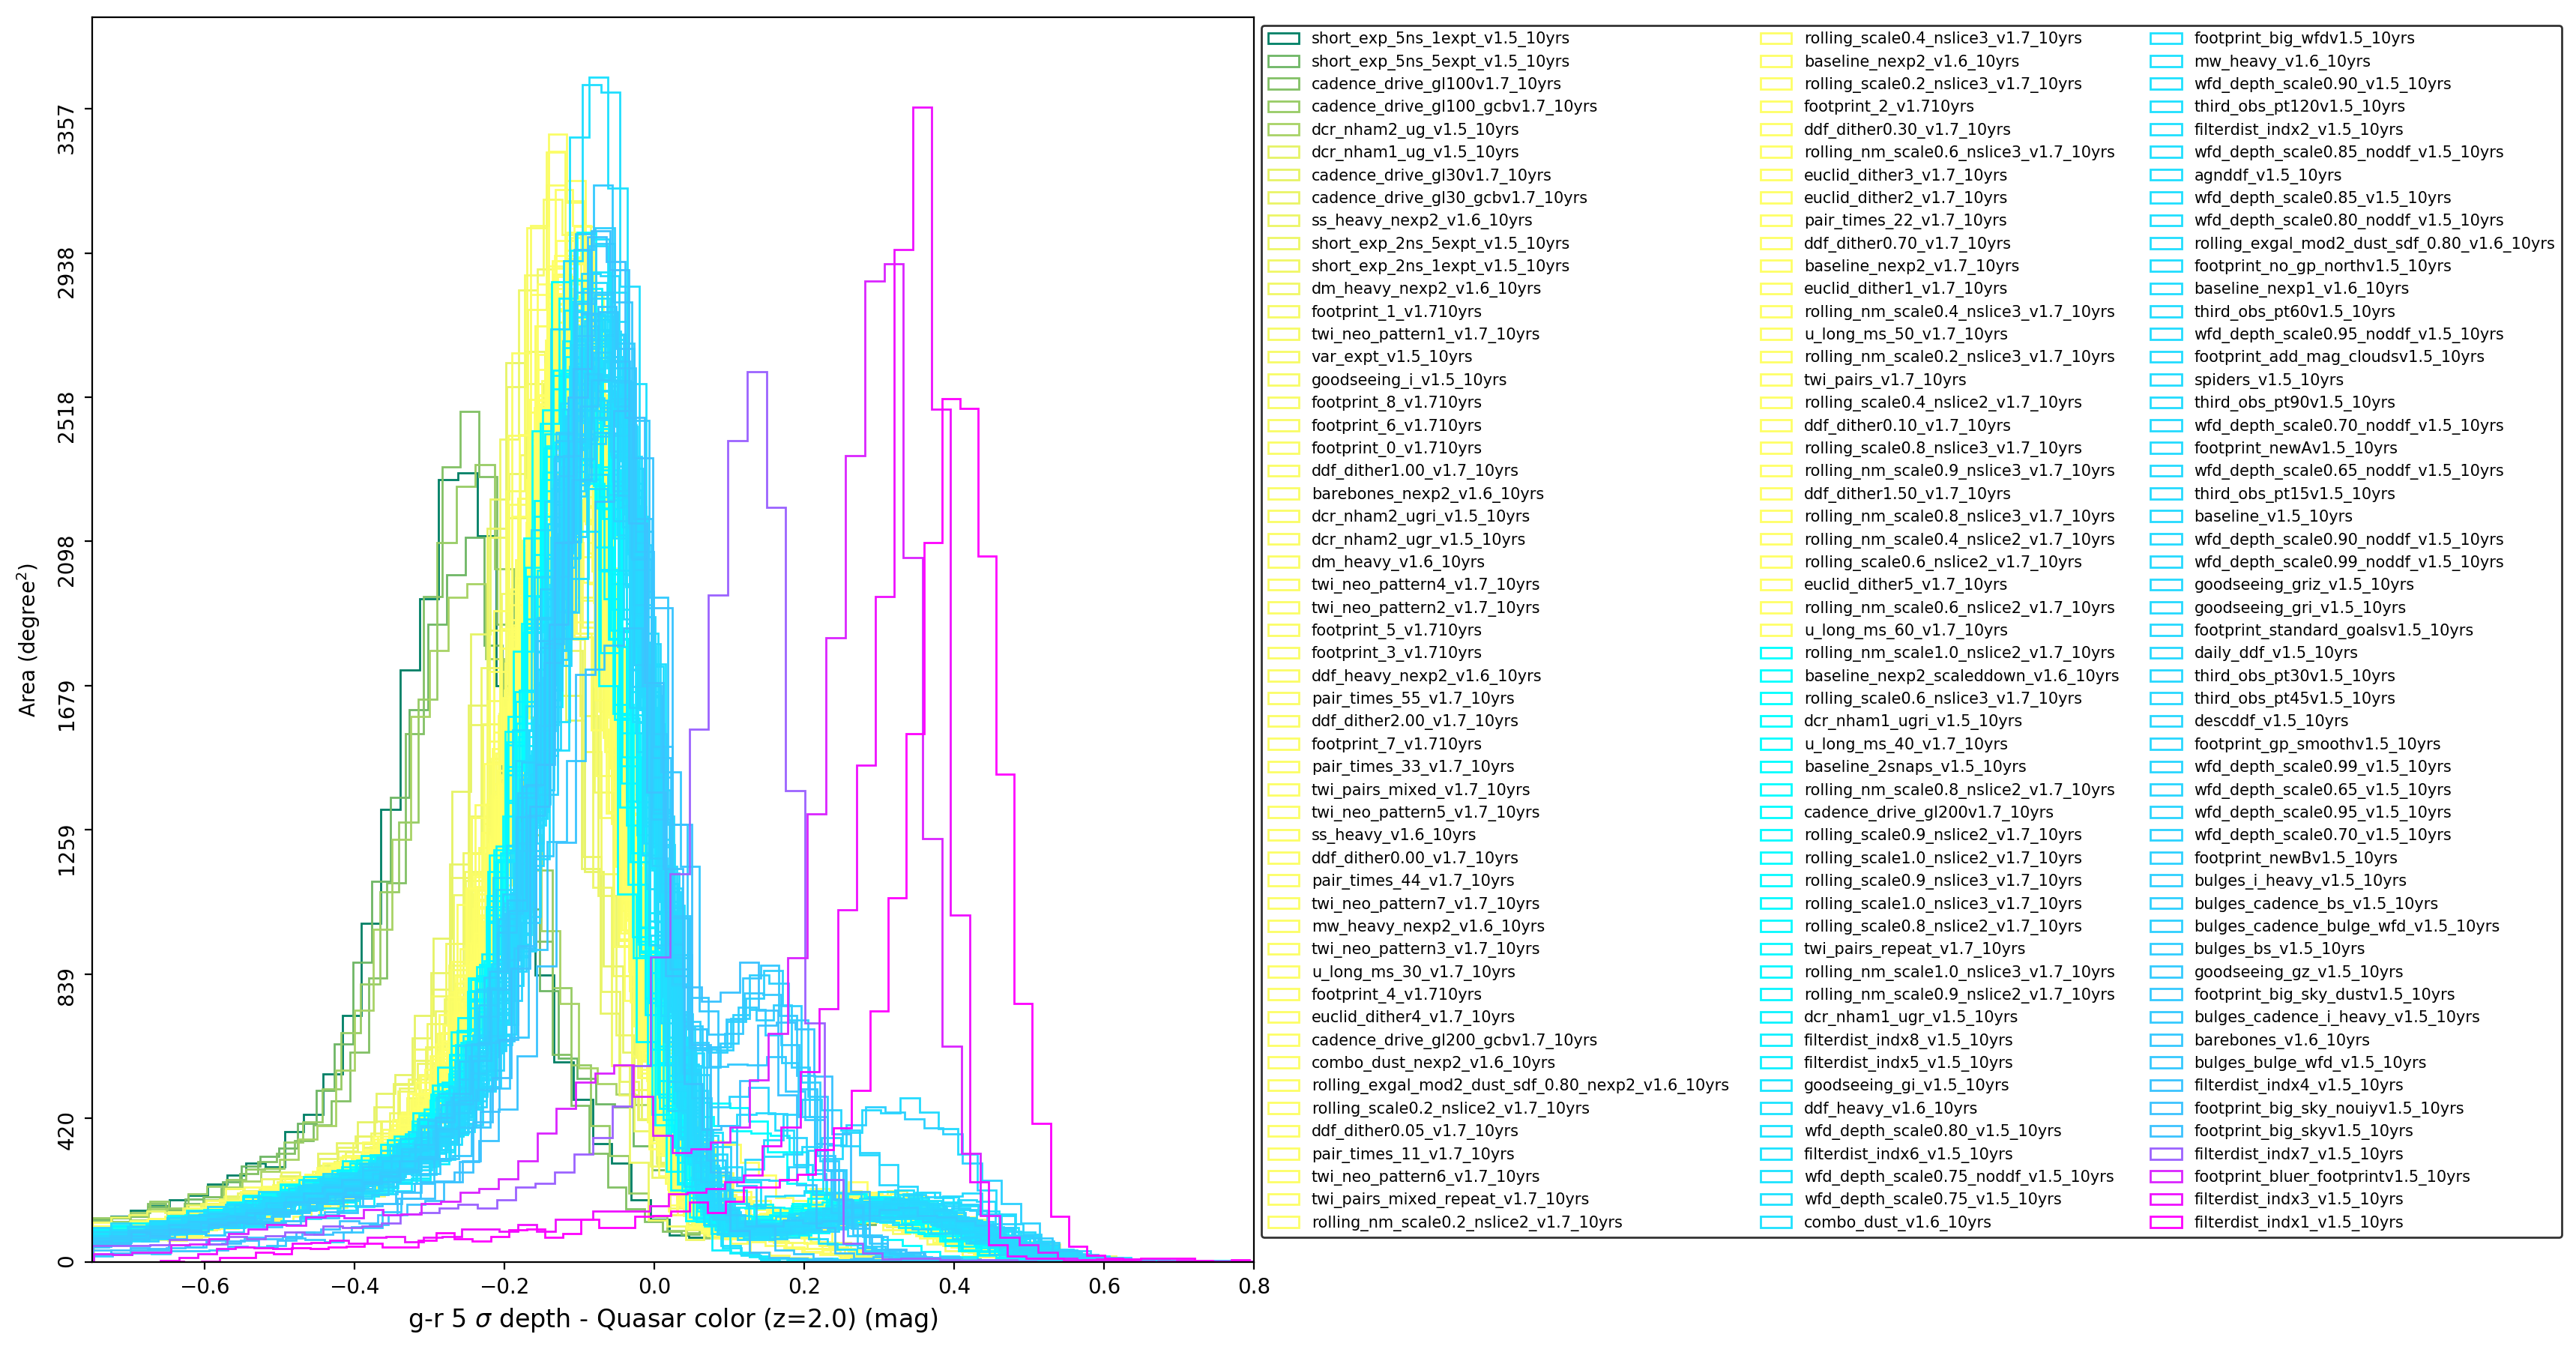 3357
2938
2518
2098
1679
1259
839
420
0
Area (degree²)
−0.6 −0.4 −0.2 0.0 0.2 0.4 0.6 0.8
g-r 5 σ depth - Quasar color (z=2.0) (mag)
short_exp_5ns_1expt_v1.5_10yrs
short_exp_5ns_5expt_v1.5_10yrs
cadence_drive_gl100v1.7_10yrs
cadence_drive_gl100_gcbv1.7_10yrs
dcr_nham2_ug_v1.5_10yrs
dcr_nham1_ug_v1.5_10yrs
cadence_drive_gl30v1.7_10yrs
cadence_drive_gl30_gcbv1.7_10yrs
ss_heavy_nexp2_v1.6_10yrs
short_exp_2ns_5expt_v1.5_10yrs
short_exp_2ns_1expt_v1.5_10yrs
dm_heavy_nexp2_v1.6_10yrs
footprint_1_v1.710yrs
twi_neo_pattern1_v1.7_10yrs
var_expt_v1.5_10yrs
goodseeing_i_v1.5_10yrs
footprint_8_v1.710yrs
footprint_6_v1.710yrs
footprint_0_v1.710yrs
ddf_dither1.00_v1.7_10yrs
barebones_nexp2_v1.6_10yrs
dcr_nham2_ugri_v1.5_10yrs
dcr_nham2_ugr_v1.5_10yrs
dm_heavy_v1.6_10yrs
twi_neo_pattern4_v1.7_10yrs
twi_neo_pattern2_v1.7_10yrs
footprint_5_v1.710yrs
footprint_3_v1.710yrs
ddf_heavy_nexp2_v1.6_10yrs
pair_times_55_v1.7_10yrs
ddf_dither2.00_v1.7_10yrs
footprint_7_v1.710yrs
pair_times_33_v1.7_10yrs
twi_pairs_mixed_v1.7_10yrs
twi_neo_pattern5_v1.7_10yrs
ss_heavy_v1.6_10yrs
ddf_dither0.00_v1.7_10yrs
pair_times_44_v1.7_10yrs
twi_neo_pattern7_v1.7_10yrs
mw_heavy_nexp2_v1.6_10yrs
twi_neo_pattern3_v1.7_10yrs
u_long_ms_30_v1.7_10yrs
footprint_4_v1.710yrs
euclid_dither4_v1.7_10yrs
cadence_drive_gl200_gcbv1.7_10yrs
combo_dust_nexp2_v1.6_10yrs
rolling_exgal_mod2_dust_sdf_0.80_nexp2_v1.6_10yrs
rolling_scale0.2_nslice2_v1.7_10yrs
ddf_dither0.05_v1.7_10yrs
pair_times_11_v1.7_10yrs
twi_neo_pattern6_v1.7_10yrs
twi_pairs_mixed_repeat_v1.7_10yrs
rolling_nm_scale0.2_nslice2_v1.7_10yrs
rolling_scale0.4_nslice3_v1.7_10yrs
baseline_nexp2_v1.6_10yrs
rolling_scale0.2_nslice3_v1.7_10yrs
footprint_2_v1.710yrs
ddf_dither0.30_v1.7_10yrs
rolling_nm_scale0.6_nslice3_v1.7_10yrs
euclid_dither3_v1.7_10yrs
euclid_dither2_v1.7_10yrs
pair_times_22_v1.7_10yrs
ddf_dither0.70_v1.7_10yrs
baseline_nexp2_v1.7_10yrs
euclid_dither1_v1.7_10yrs
rolling_nm_scale0.4_nslice3_v1.7_10yrs
u_long_ms_50_v1.7_10yrs
rolling_nm_scale0.2_nslice3_v1.7_10yrs
twi_pairs_v1.7_10yrs
rolling_scale0.4_nslice2_v1.7_10yrs
ddf_dither0.10_v1.7_10yrs
rolling_scale0.8_nslice3_v1.7_10yrs
rolling_nm_scale0.9_nslice3_v1.7_10yrs
ddf_dither1.50_v1.7_10yrs
rolling_nm_scale0.8_nslice3_v1.7_10yrs
rolling_nm_scale0.4_nslice2_v1.7_10yrs
rolling_scale0.6_nslice2_v1.7_10yrs
euclid_dither5_v1.7_10yrs
rolling_nm_scale0.6_nslice2_v1.7_10yrs
u_long_ms_60_v1.7_10yrs
rolling_nm_scale1.0_nslice2_v1.7_10yrs
baseline_nexp2_scaleddown_v1.6_10yrs
rolling_scale0.6_nslice3_v1.7_10yrs
dcr_nham1_ugri_v1.5_10yrs
u_long_ms_40_v1.7_10yrs
baseline_2snaps_v1.5_10yrs
rolling_nm_scale0.8_nslice2_v1.7_10yrs
cadence_drive_gl200v1.7_10yrs
rolling_scale0.9_nslice2_v1.7_10yrs
rolling_scale1.0_nslice2_v1.7_10yrs
rolling_scale0.9_nslice3_v1.7_10yrs
rolling_scale1.0_nslice3_v1.7_10yrs
rolling_scale0.8_nslice2_v1.7_10yrs
twi_pairs_repeat_v1.7_10yrs
rolling_nm_scale1.0_nslice3_v1.7_10yrs
rolling_nm_scale0.9_nslice2_v1.7_10yrs
dcr_nham1_ugr_v1.5_10yrs
filterdist_indx8_v1.5_10yrs
filterdist_indx5_v1.5_10yrs
goodseeing_gi_v1.5_10yrs
ddf_heavy_v1.6_10yrs
wfd_depth_scale0.80_v1.5_10yrs
filterdist_indx6_v1.5_10yrs
wfd_depth_scale0.75_noddf_v1.5_10yrs
wfd_depth_scale0.75_v1.5_10yrs
combo_dust_v1.6_10yrs
footprint_big_wfdv1.5_10yrs
mw_heavy_v1.6_10yrs
wfd_depth_scale0.90_v1.5_10yrs
third_obs_pt120v1.5_10yrs
filterdist_indx2_v1.5_10yrs
wfd_depth_scale0.85_noddf_v1.5_10yrs
agnddf_v1.5_10yrs
wfd_depth_scale0.85_v1.5_10yrs
wfd_depth_scale0.80_noddf_v1.5_10yrs
rolling_exgal_mod2_dust_sdf_0.80_v1.6_10yrs
footprint_no_gp_northv1.5_10yrs
baseline_nexp1_v1.6_10yrs
third_obs_pt60v1.5_10yrs
wfd_depth_scale0.95_noddf_v1.5_10yrs
footprint_add_mag_cloudsv1.5_10yrs
spiders_v1.5_10yrs
third_obs_pt90v1.5_10yrs
wfd_depth_scale0.70_noddf_v1.5_10yrs
footprint_newAv1.5_10yrs
wfd_depth_scale0.65_noddf_v1.5_10yrs
third_obs_pt15v1.5_10yrs
baseline_v1.5_10yrs
wfd_depth_scale0.90_noddf_v1.5_10yrs
wfd_depth_scale0.99_noddf_v1.5_10yrs
goodseeing_griz_v1.5_10yrs
goodseeing_gri_v1.5_10yrs
footprint_standard_goalsv1.5_10yrs
daily_ddf_v1.5_10yrs
third_obs_pt30v1.5_10yrs
third_obs_pt45v1.5_10yrs
descddf_v1.5_10yrs
footprint_gp_smoothv1.5_10yrs
wfd_depth_scale0.99_v1.5_10yrs
wfd_depth_scale0.65_v1.5_10yrs
wfd_depth_scale0.95_v1.5_10yrs
wfd_depth_scale0.70_v1.5_10yrs
footprint_newBv1.5_10yrs
bulges_i_heavy_v1.5_10yrs
bulges_cadence_bs_v1.5_10yrs
bulges_cadence_bulge_wfd_v1.5_10yrs
bulges_bs_v1.5_10yrs
goodseeing_gz_v1.5_10yrs
footprint_big_sky_dustv1.5_10yrs
bulges_cadence_i_heavy_v1.5_10yrs
barebones_v1.6_10yrs
bulges_bulge_wfd_v1.5_10yrs
filterdist_indx4_v1.5_10yrs
footprint_big_sky_nouiyv1.5_10yrs
footprint_big_skyv1.5_10yrs
filterdist_indx7_v1.5_10yrs
footprint_bluer_footprintv1.5_10yrs
filterdist_indx3_v1.5_10yrs
filterdist_indx1_v1.5_10yrs